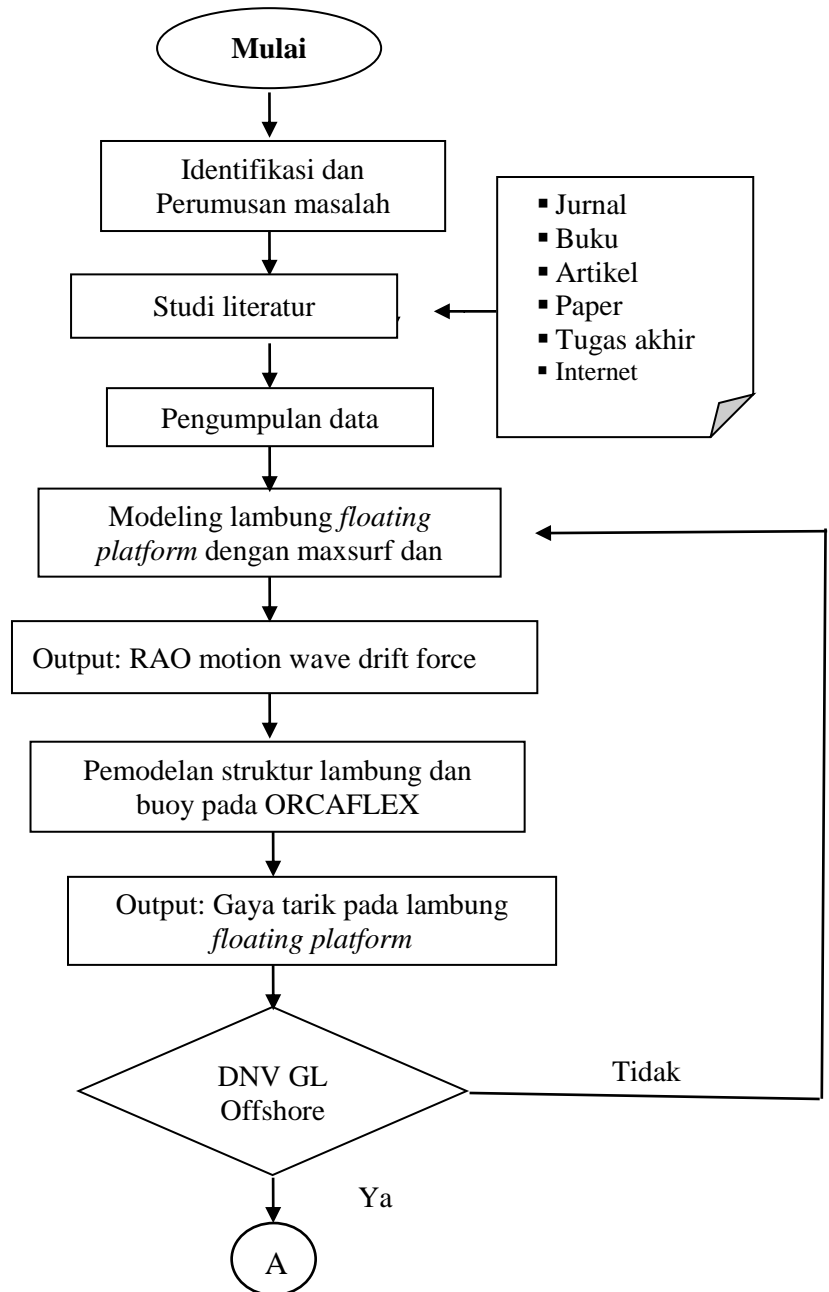 Mulai
Identifikasi dan
Perumusan masalah
Studi literatur
▪ Jurnal
▪ Buku
▪ Artikel
▪ Paper
▪ Tugas akhir
▪ Internet
Pengumpulan data
Modeling lambung floating
platform dengan maxsurf dan
Output: RAO motion wave drift force
Pemodelan struktur lambung dan
buoy pada ORCAFLEX
Output: Gaya tarik pada lambung
floating platform
DNV GL
Offshore
Tidak
Ya
A